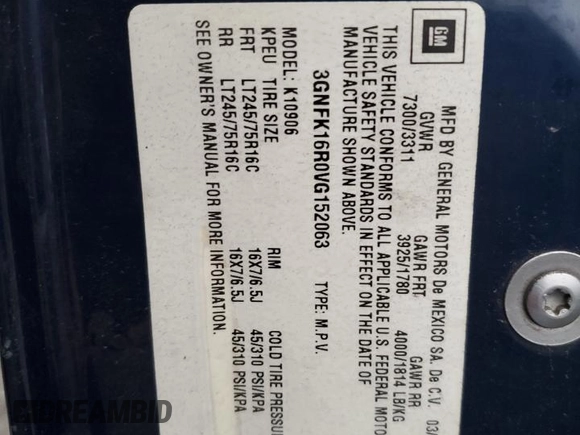 GM
MFD BY GENERAL MOTORS De MEXICO SA. De C.V. 03/
GVWR GAWR FRT. GAWR RR
7300/3311 3925/1780 4000/1814 LB/KG
THIS VEHICLE CONFORMS TO ALL APPLICABLE U.S. FEDERAL MOTO
VEHICLE SAFETY STANDARDS IN EFFECT ON THE DATE OF
MANUFACTURE SHOWN ABOVE.
3GNFK16R0VG152063 TYPE: M.P.V.
MODEL: K10906
KPEU TIRE SIZE RIM COLD TIRE PRESSU
FRT LT245/75R16C 16X7/6.5J 45/310 PSI/KPA
RR LT245/75R16C 16X7/6.5J 45/310 PSI/KPA
SEE OWNER'S MANUAL FOR MORE INFORMATION.
DREAMBID